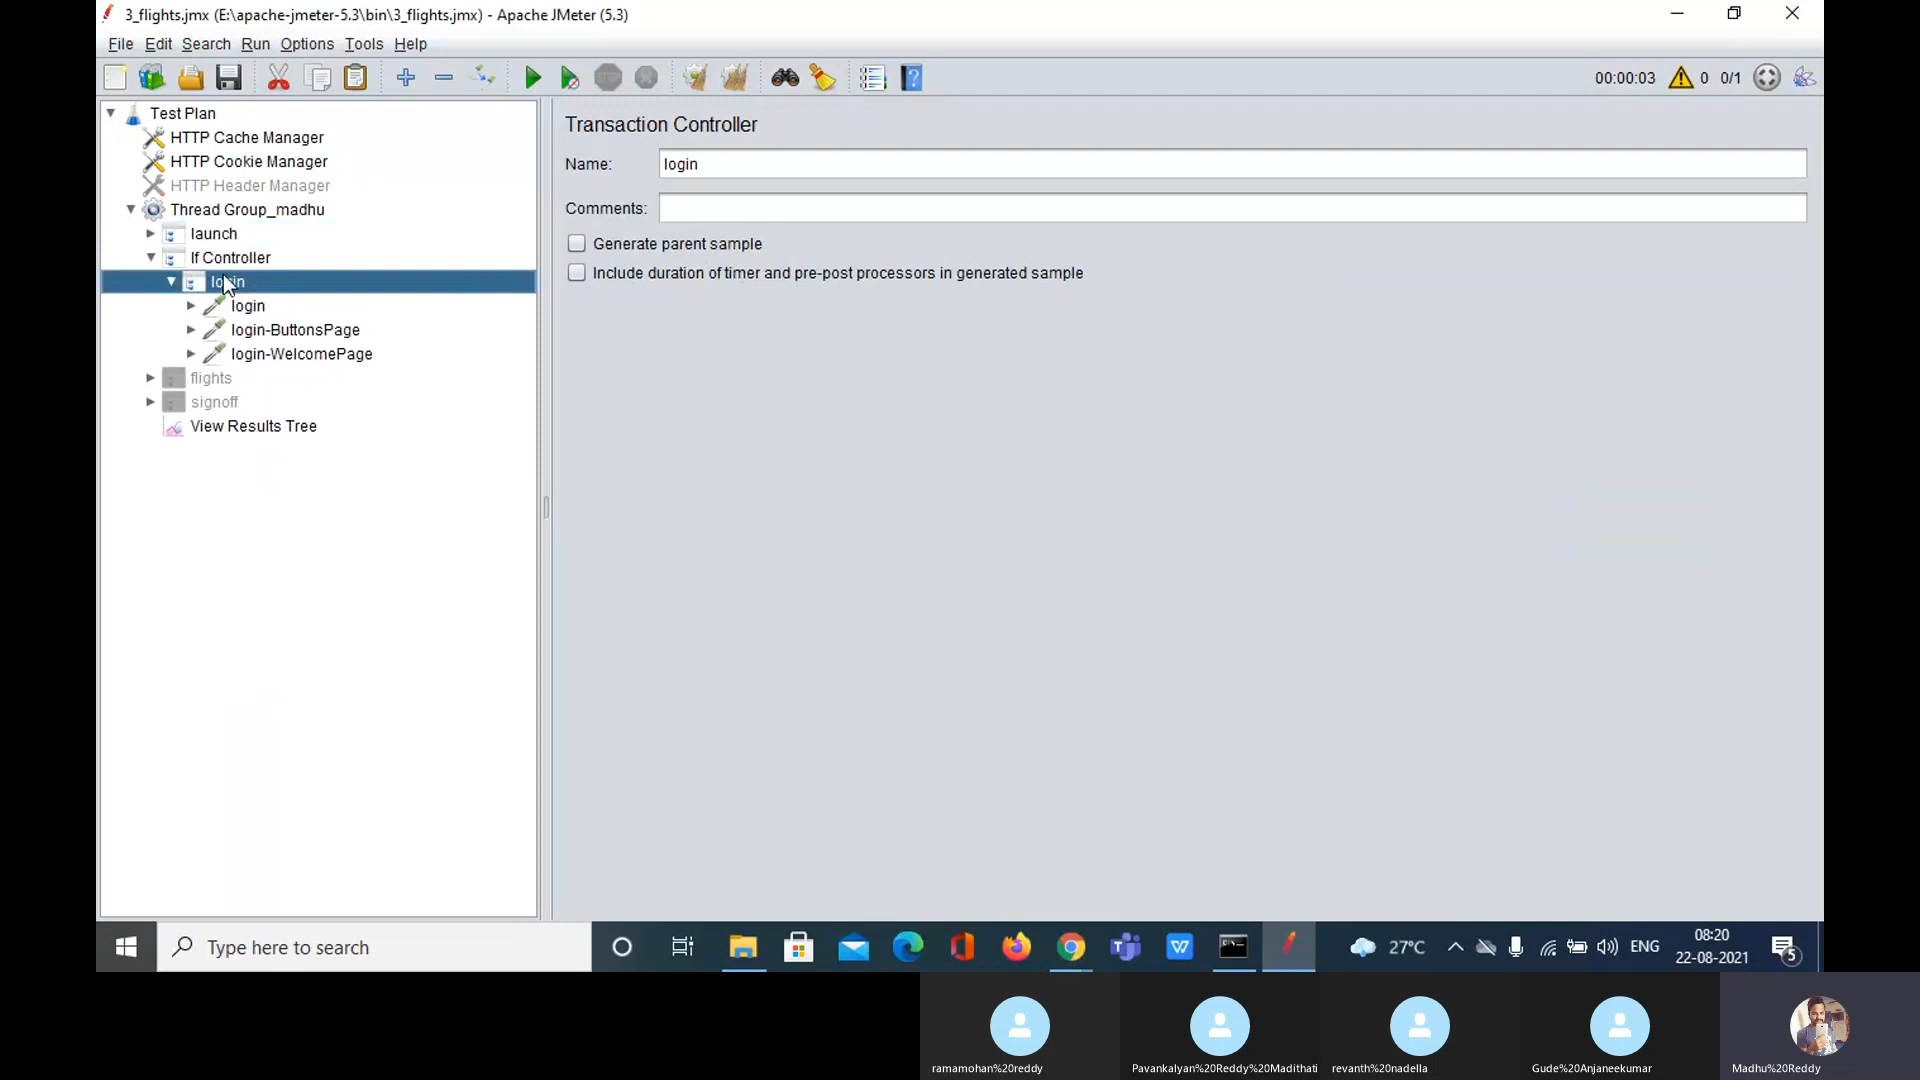 3_flights.jmx (E:\apache-jmeter-5.3\bin\3_flights.jmx) - Apache JMeter (5.3)
File Edit Search Run Options Tools Help
00:00:03 0 0/1
Test Plan
HTTP Cache Manager
HTTP Cookie Manager
HTTP Header Manager
Thread Group_madhu
launch
If Controller
login
login
login-ButtonsPage
login-WelcomePage
flights
signoff
View Results Tree
Transaction Controller
Name: login
Comments:
Generate parent sample
Include duration of timer and pre-post processors in generated sample
Type here to search
27°C ENG
08:20
22-08-2021
5
ramamohan%20reddy
Pavankalyan%20Reddy%20Madithati
revanth%20nadella
Gude%20Anjaneekumar
Madhu%20Reddy